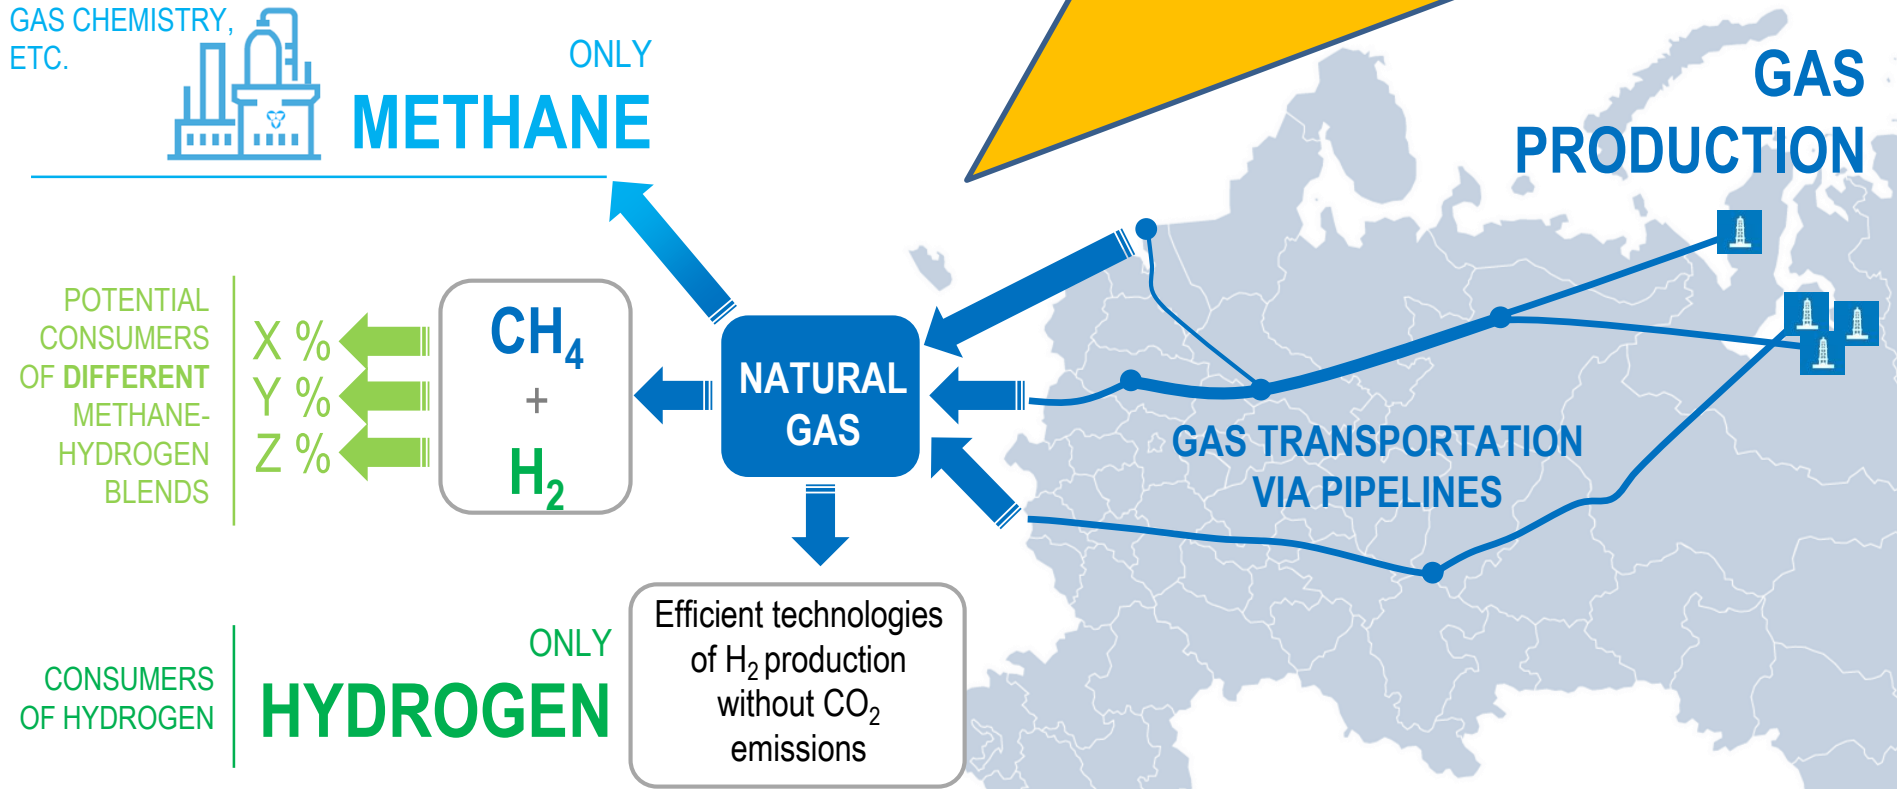 GAS CHEMISTRY,
ETC.
ONLY
METHANE
GAS
PRODUCTION
POTENTIAL
CONSUMERS
OF DIFFERENT
METHANE-
HYDROGEN
BLENDS
X %
Y %
Z %
CH₄
+
H₂
NATURAL
GAS
GAS TRANSPORTATION
VIA PIPELINES
CONSUMERS
OF HYDROGEN
ONLY
HYDROGEN
Efficient technologies
of H₂ production
without CO₂
emissions